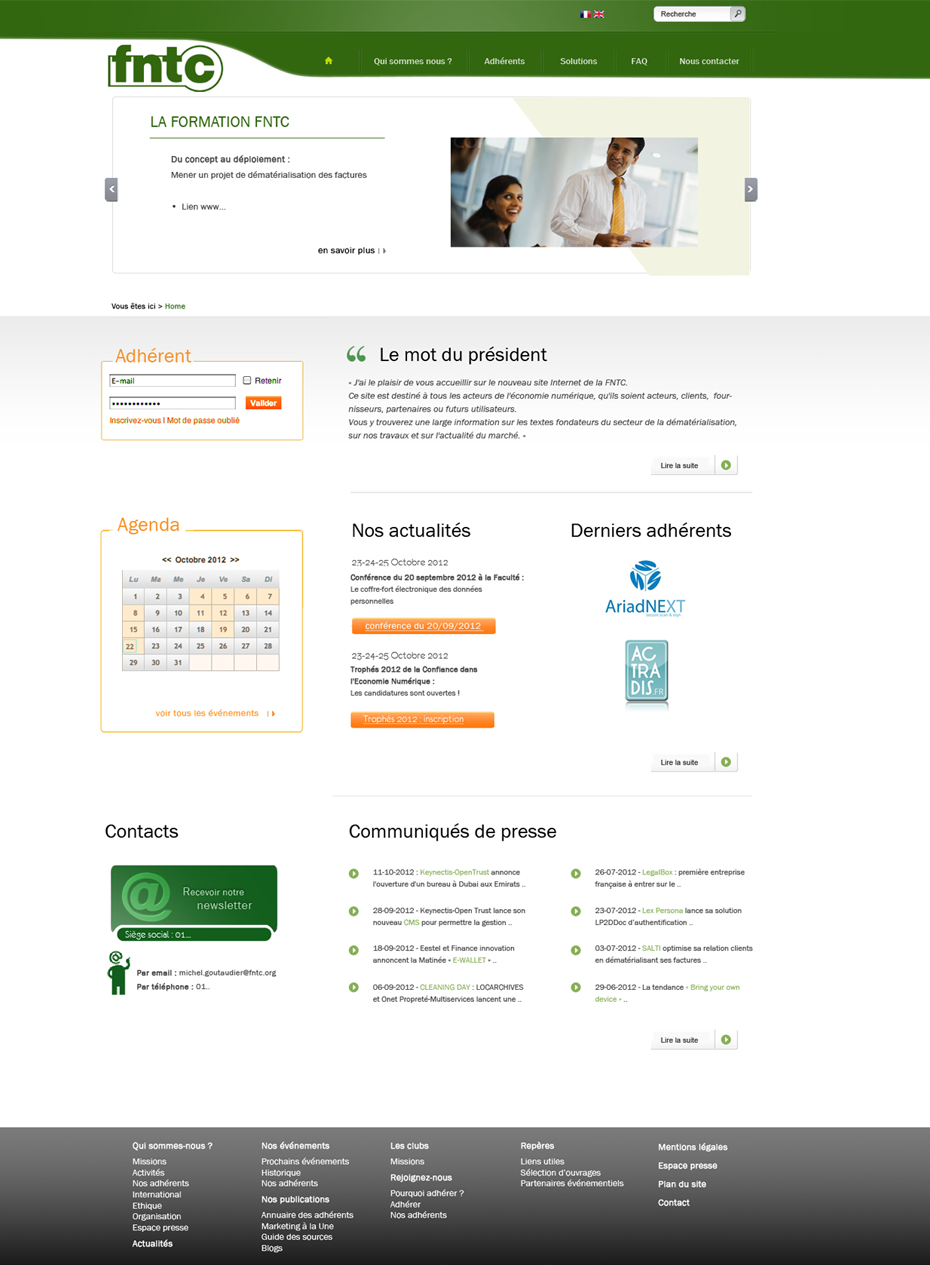 Recherche
fntc
Qui sommes nous ?
Adhérents
Solutions
FAQ
Nous contacter
LA FORMATION FNTC
Du concept au déploiement :
Mener un projet de dématérialisation des factures
• Lien www...
en savoir plus
Vous êtes ici > Home
Adhérent
E-mail
Retenir
Valider
Inscrivez-vous I Mot de passe oublié
Le mot du président
- J'ai le plaisir de vous accueillir sur le nouveau site Internet de la FNTC.
Ce site est destiné à tous les acteurs de l'économie numérique, qu'ils soient acteurs, clients, four-
nisseurs, partenaires ou futurs utilisateurs.
Vous y trouverez une large information sur les textes fondateurs du secteur de la dématérialisation,
sur nos travaux et sur l'actualité du marché. -
Lire la suite
Agenda
<< Octobre 2012 >>
Lu Ma Me Je Ve Sa Di
1 2 3 4 5 6 7
8 9 10 11 12 13 14
15 16 17 18 19 20 21
22 23 24 25 26 27 28
29 30 31
voir tous les événements
Nos actualités
23-24-25 Octobre 2012
Conférence du 20 septembre 2012 à la Faculté :
Le coffre-fort électronique des données
personnelles
conférence du 20/09/2012
23-24-25 Octobre 2012
Trophés 2012 de la Confiance dans
l'Economie Numérique :
Les candidatures sont ouvertes !
Trophés 2012 : inscription
Derniers adhérents
AriadNEXT
ACTRADIS.FR
Lire la suite
Contacts
Recevoir notre
newsletter
Siège social : 01....
Par email : michel.goutaudier@fntc.org
Par téléphone : 01..
Communiqués de presse
11-10-2012 : Keynectis-OpenTrust annonce
l'ouverture d'un bureau à Dubai aux Emirats ..
28-09-2012 - Keynectis-Open Trust lance son
nouveau CMS pour permettre la gestion ..
18-09-2012 - Eestel et Finance innovation
annoncent la Matinée « E-WALLET » ..
06-09-2012 - CLEANING DAY : LOCARCHIVES
et Onet Propreté-Multiservices lancent une ..
26-07-2012 - LegalBox : première entreprise
française à entrer sur le ..
23-07-2012 - Lex Persona lance sa solution
LP2DDoc d'authentification ..
03-07-2012 - SALTI optimise sa relation clients
en dématérialisant ses factures ..
29-06-2012 - La tendance « Bring your own
device » ..
Lire la suite
Qui sommes-nous ?
Missions
Activités
Nos adhérents
International
Ethique
Organisation
Espace presse
Actualités
Nos événements
Prochains événements
Historique
Nos adhérents
Nos publications
Annuaire des adhérents
Marketing à la Une
Guide des sources
Blogs
Les clubs
Missions
Rejoignez-nous
Pourquoi adhérer ?
Adhérer
Nos adhérents
Repères
Liens utiles
Sélection d'ouvrages
Partenaires événementiels
Mentions légales
Espace presse
Plan du site
Contact